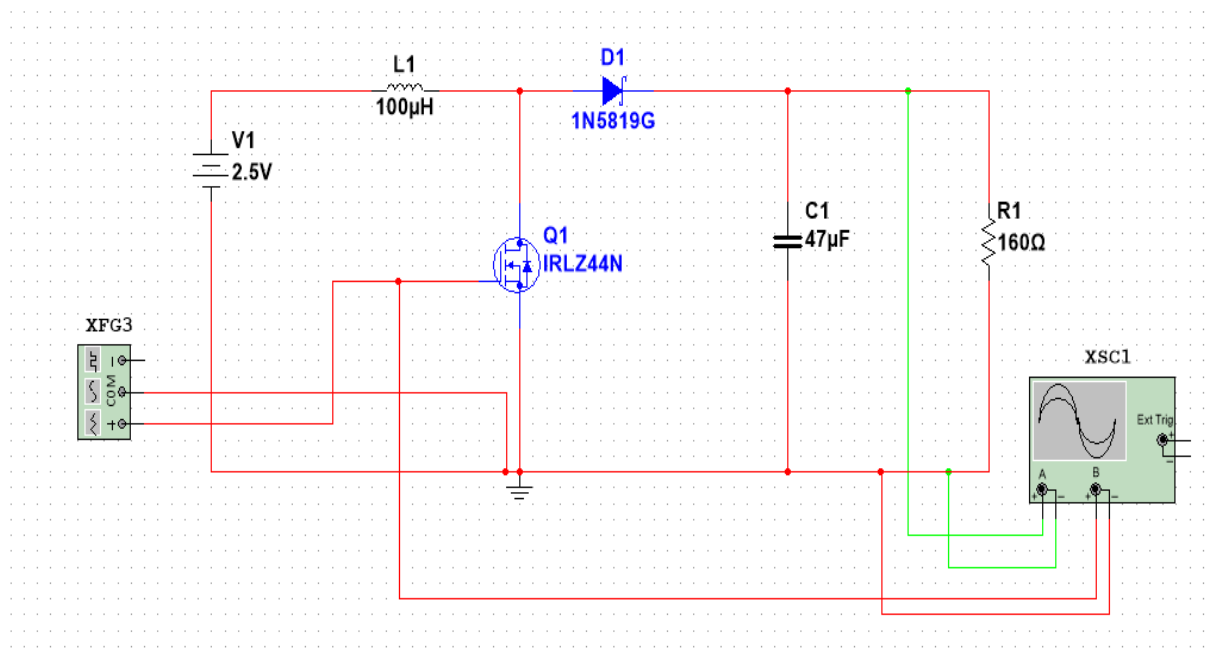 L1
100µH
D1
1N5819G
V1
2.5V
Q1
IRLZ44N
C1
47µF
R1
160Ω
XFG3
COM
XSC1
Ext Trig
+
−
A
B
+ − + −